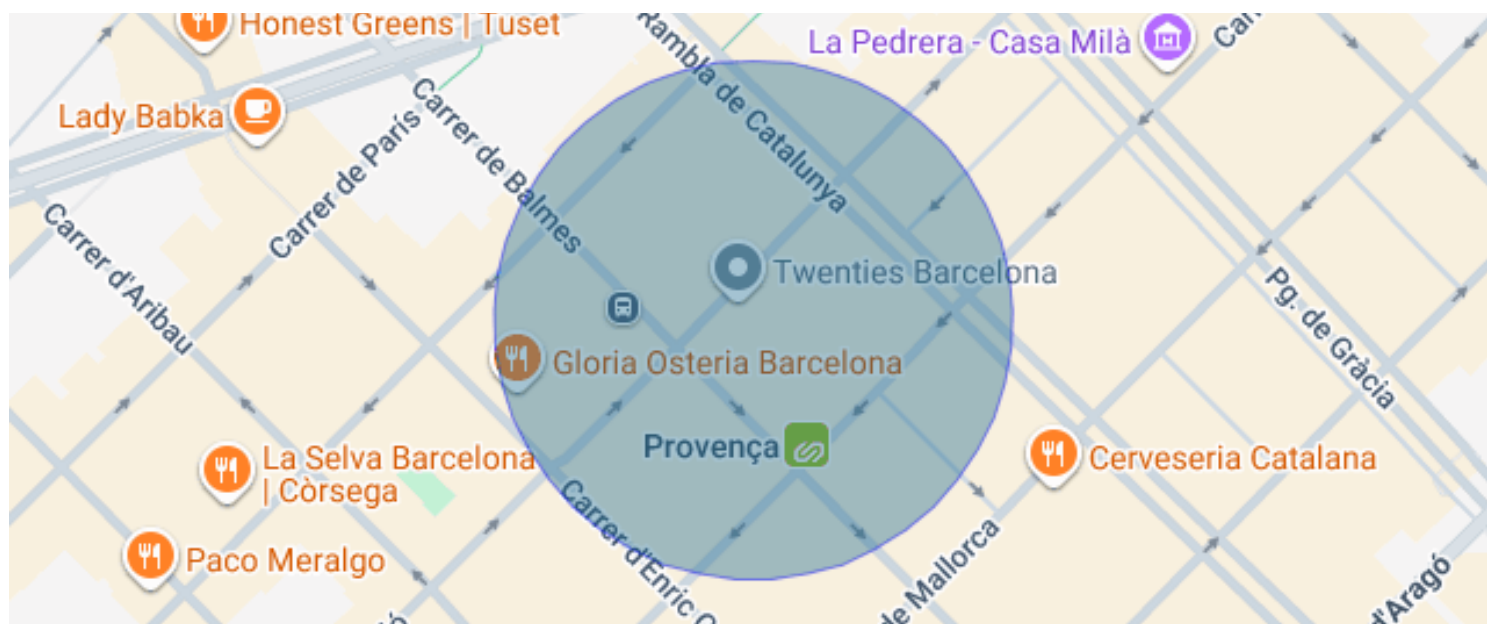 Honest Greens | Tuset
La Pedrera - Casa Milà
Rambla de Catalunya
Lady Babka
Carrer de París
Carrer de Balmes
Carrer d'Aribau
Twenties Barcelona
Pg. de Gràcia
Gloria Osteria Barcelona
Provença
La Selva Barcelona
| Còrsega
Cerveseria Catalana
Carrer d'Enric
de Mallorca
Paco Meralgo
d'Aragó